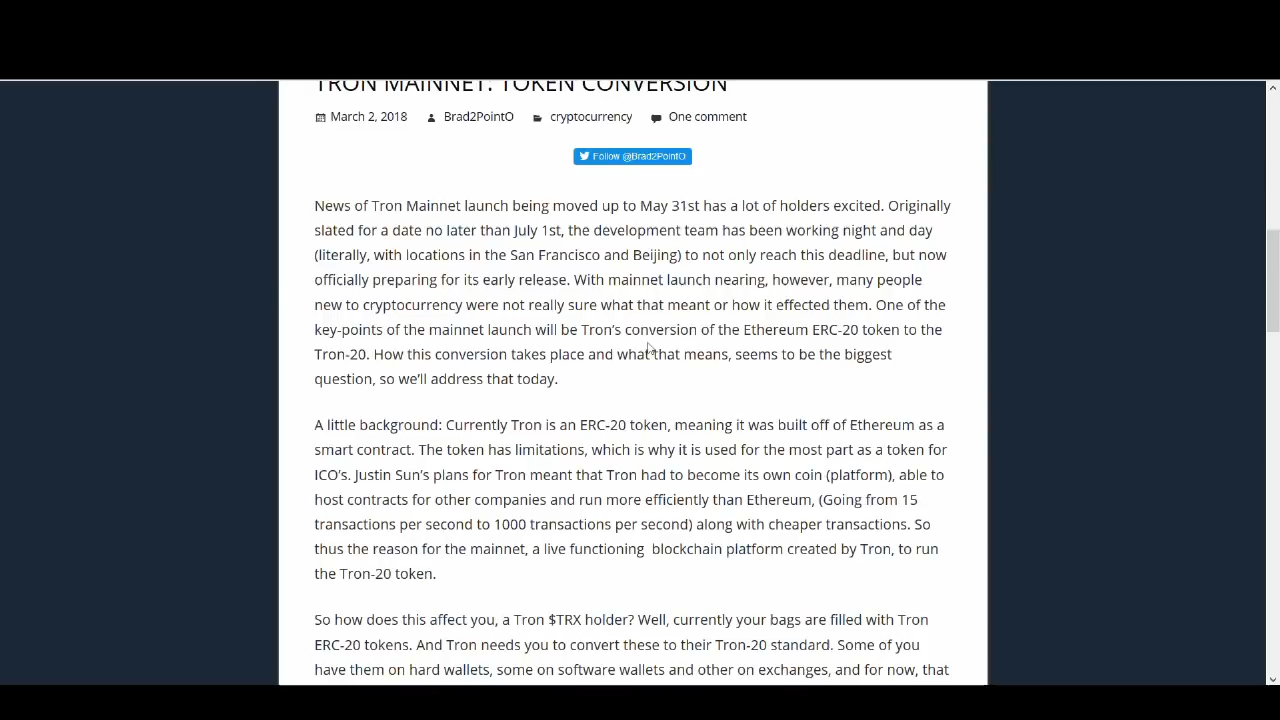 TRON MAINNET: TOKEN CONVERSION
March 2, 2018 Brad2PointO cryptocurrency One comment
Follow @Brad2PointO
News of Tron Mainnet launch being moved up to May 31st has a lot of holders excited. Originally
slated for a date no later than July 1st, the development team has been working night and day
(literally, with locations in the San Francisco and Beijing) to not only reach this deadline, but now
officially preparing for its early release. With mainnet launch nearing, however, many people
new to cryptocurrency were not really sure what that meant or how it effected them. One of the
key-points of the mainnet launch will be Tron's conversion of the Ethereum ERC-20 token to the
Tron-20. How this conversion takes place and what that means, seems to be the biggest
question, so we'll address that today.
A little background: Currently Tron is an ERC-20 token, meaning it was built off of Ethereum as a
smart contract. The token has limitations, which is why it is used for the most part as a token for
ICO's. Justin Sun's plans for Tron meant that Tron had to become its own coin (platform), able to
host contracts for other companies and run more efficiently than Ethereum, (Going from 15
transactions per second to 1000 transactions per second) along with cheaper transactions. So
thus the reason for the mainnet, a live functioning blockchain platform created by Tron, to run
the Tron-20 token.
So how does this affect you, a Tron $TRX holder? Well, currently your bags are filled with Tron
ERC-20 tokens. And Tron needs you to convert these to their Tron-20 standard. Some of you
have them on hard wallets, some on software wallets and other on exchanges, and for now, that